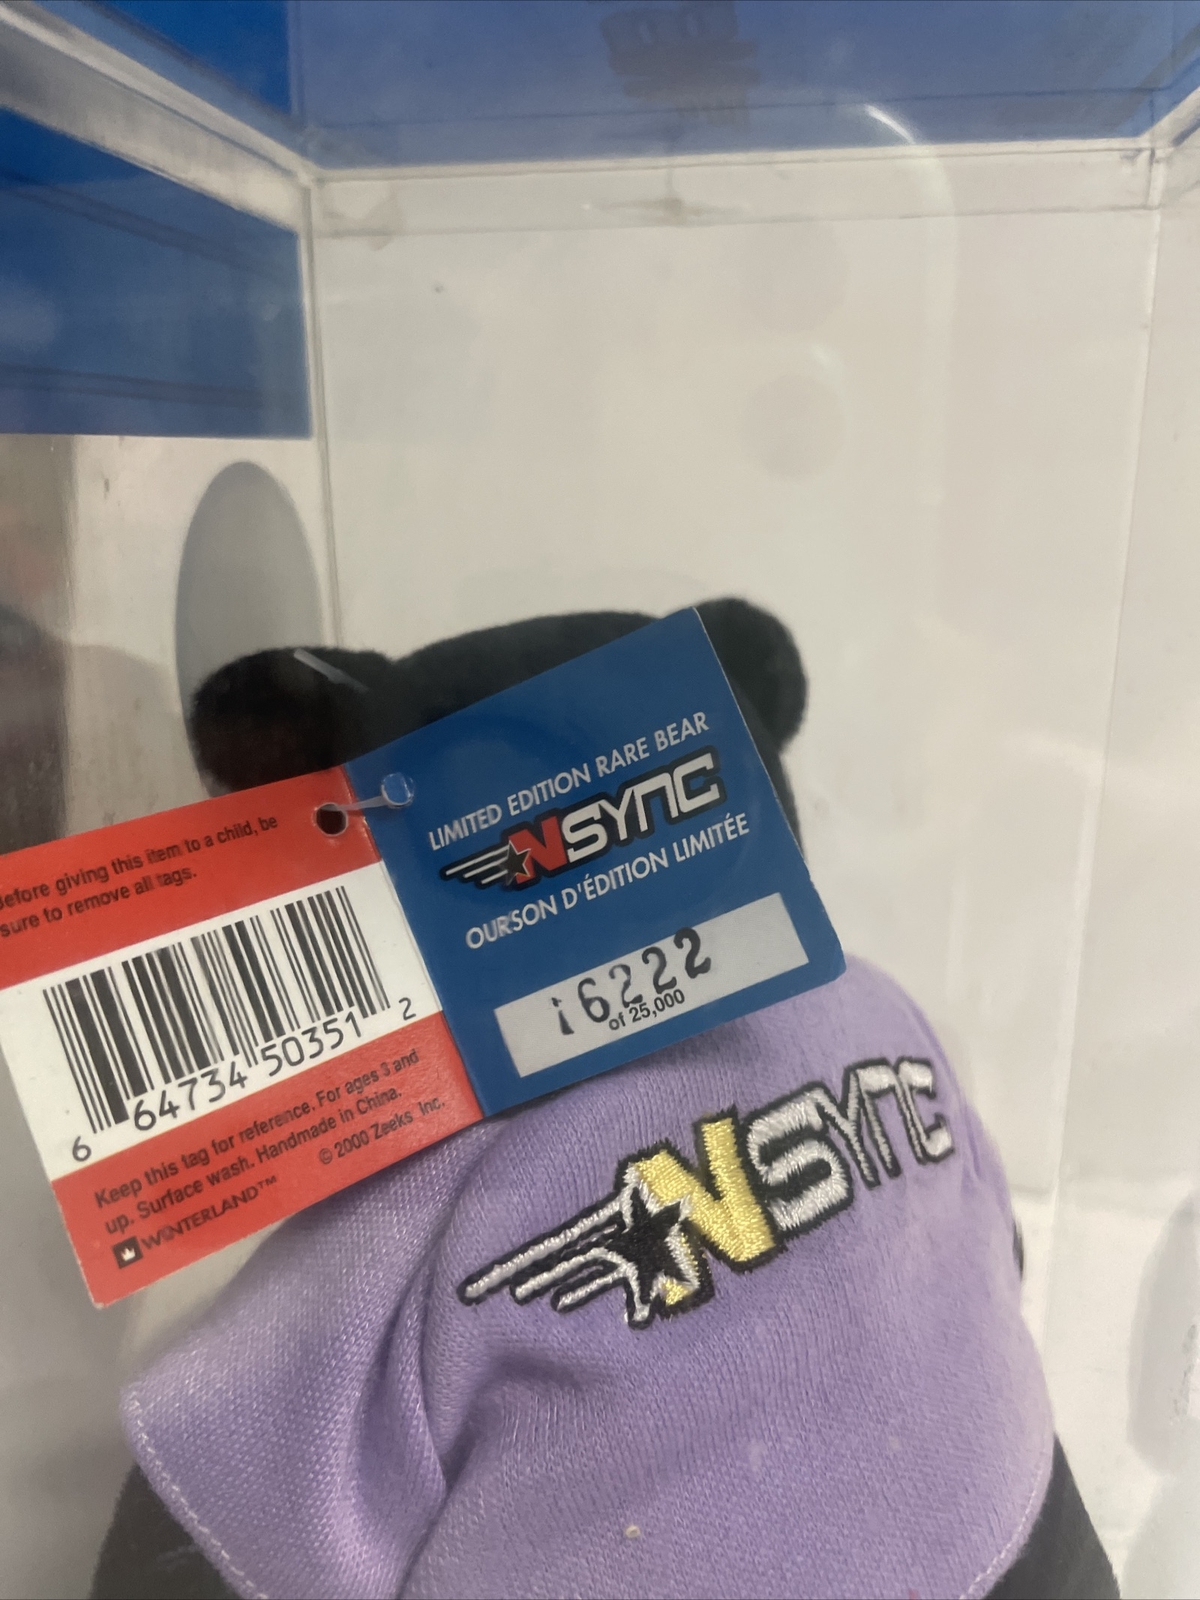 Before giving this item to a child, be
sure to remove all tags.
6 64734 50351 2
Keep this tag for reference. For ages 3 and
up. Surface wash. Handmade in China.
© 2000 Zeeks, Inc.
WINTERLAND™
LIMITED EDITION RARE BEAR
NSYNC
OURSON D'ÉDITION LIMITÉE
16222
of 25,000
NSYNC